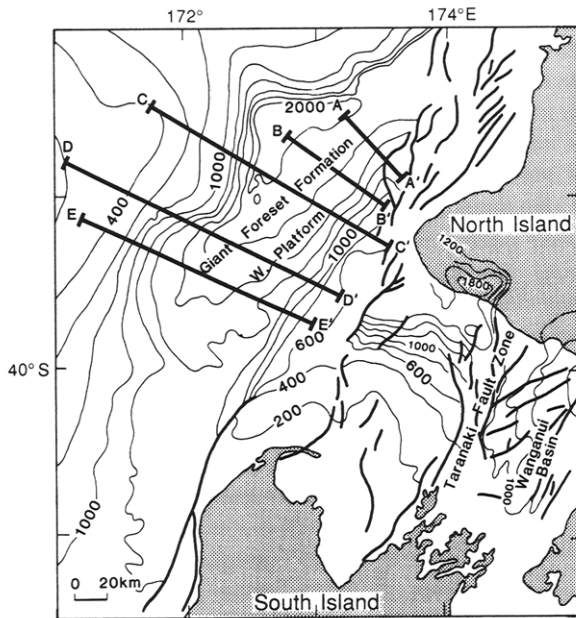 172° 174°E
2000 A
C
B
1000
D
A'
E
400
Giant Foreset Formation
B'
North Island
W. Platform
1000
C'
1200
1800
D'
E'
600
1000
40° S
400
600
200
Taranaki Fault Zone
Wanganui
Basin
1000
1000
0 20km
South Island